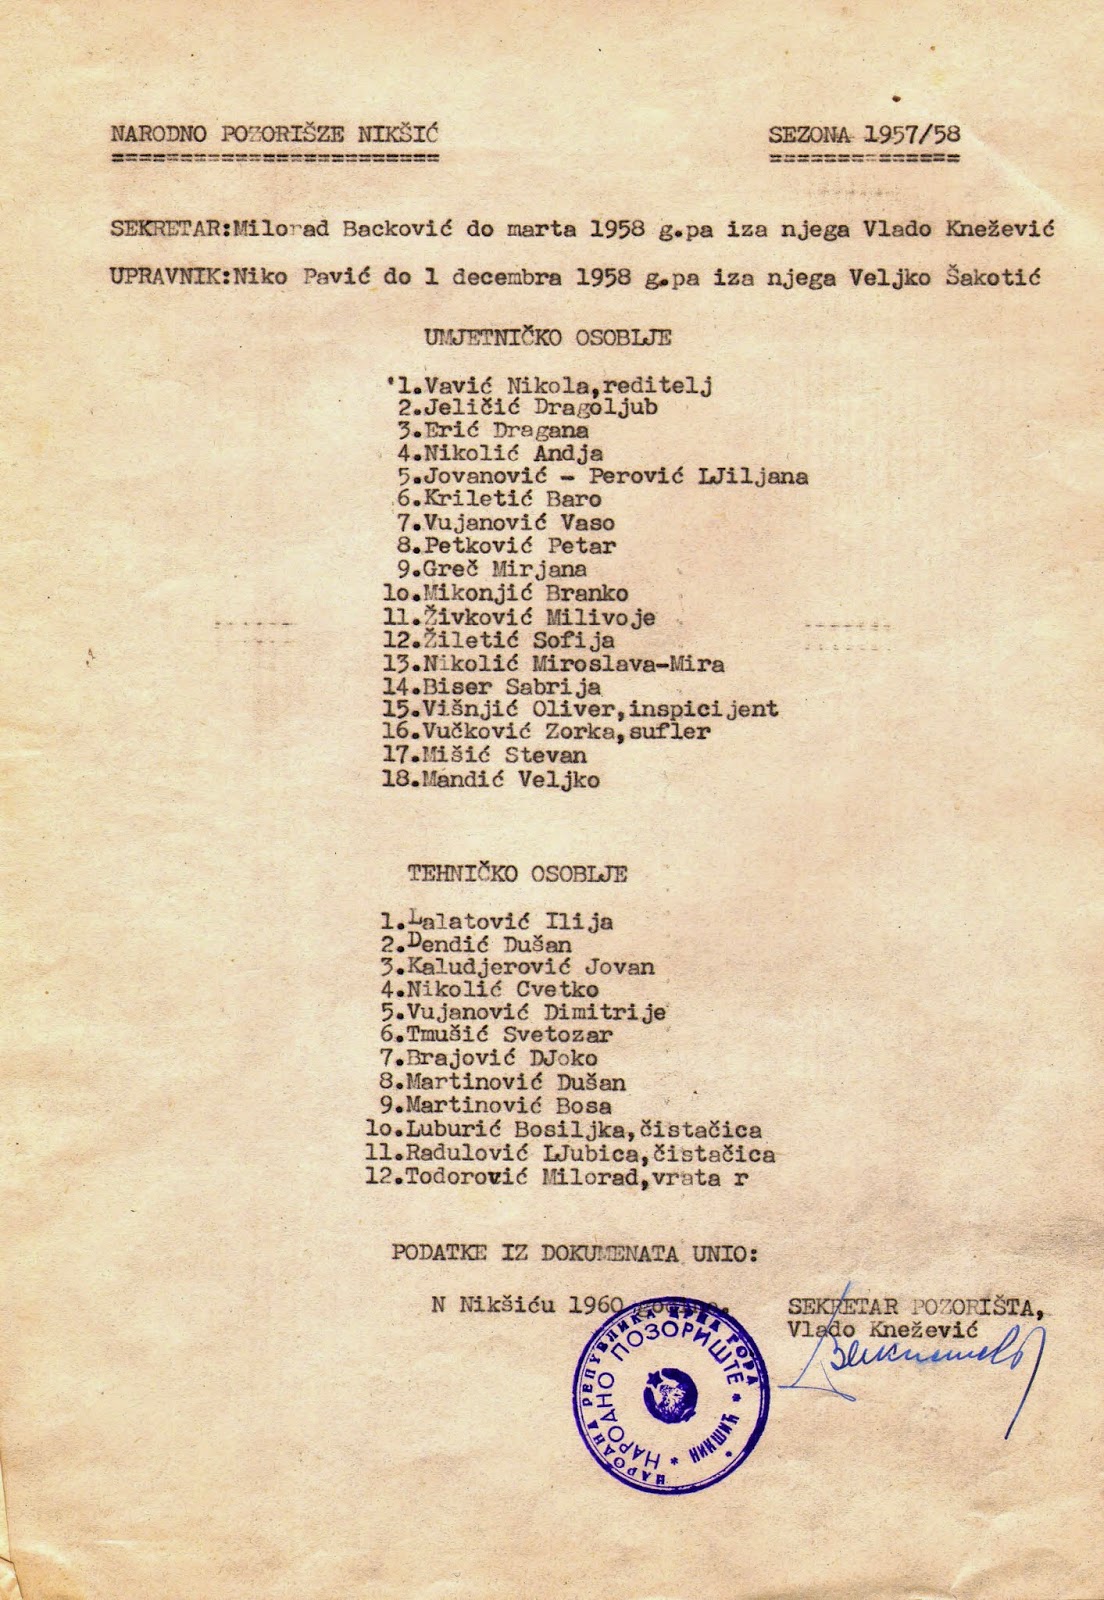 NARODNO POZORIŠZE NIKŠIĆ
SEZONA 1957/58
SEKRETAR:Milorad Backović do marta 1958 g.pa iza njega Vlado Knežević
UPRAVNIK:Niko Pavić do 1 decembra 1958 g.pa iza njega Veljko Šakotić
UMJETNIČKO OSOBLJE
1.Vavić Nikola,reditelj
2.Jeličić Dragoljub
3.Erić Dragana
4.Nikolić Andja
5.Jovanović - Perović LJiljana
6.Kriletić Baro
7.Vujanović Vaso
8.Petković Petar
9.Greč Mirjana
lo.Mikonjić Branko
11.Živković Milivoje
12.Žiletić Sofija
13.Nikolić Miroslava-Mira
14.Biser Sabrija
15.Višnjić Oliver,inspicijent
16.Vučković Zorka,sufler
17.Mišić Stevan
18.Mandić Veljko
TEHNIČKO OSOBLJE
1.Lalatović Ilija
2.Dendić Dušan
3.Kaludjerović Jovan
4.Nikolić Cvetko
5.Vujanović Dimitrije
6.Tmušić Svetozar
7.Brajović DJoko
8.Martinović Dušan
9.Martinović Bosa
lo.Luburić Bosiljka,čistačica
11.Radulović LJubica,čistačica
12.Todorović Milorad,vrata r
PODATKE IZ DOKUMENATA UNIO:
N Nikšiću 1960 godine.
SEKRETAR POZORIŠTA,
Vlado Knežević
НАРОДНА РЕПУБЛИКА ЦРНА ГОРА
НАРОДНО ПОЗОРИШТЕ
* НИКШИЋ *